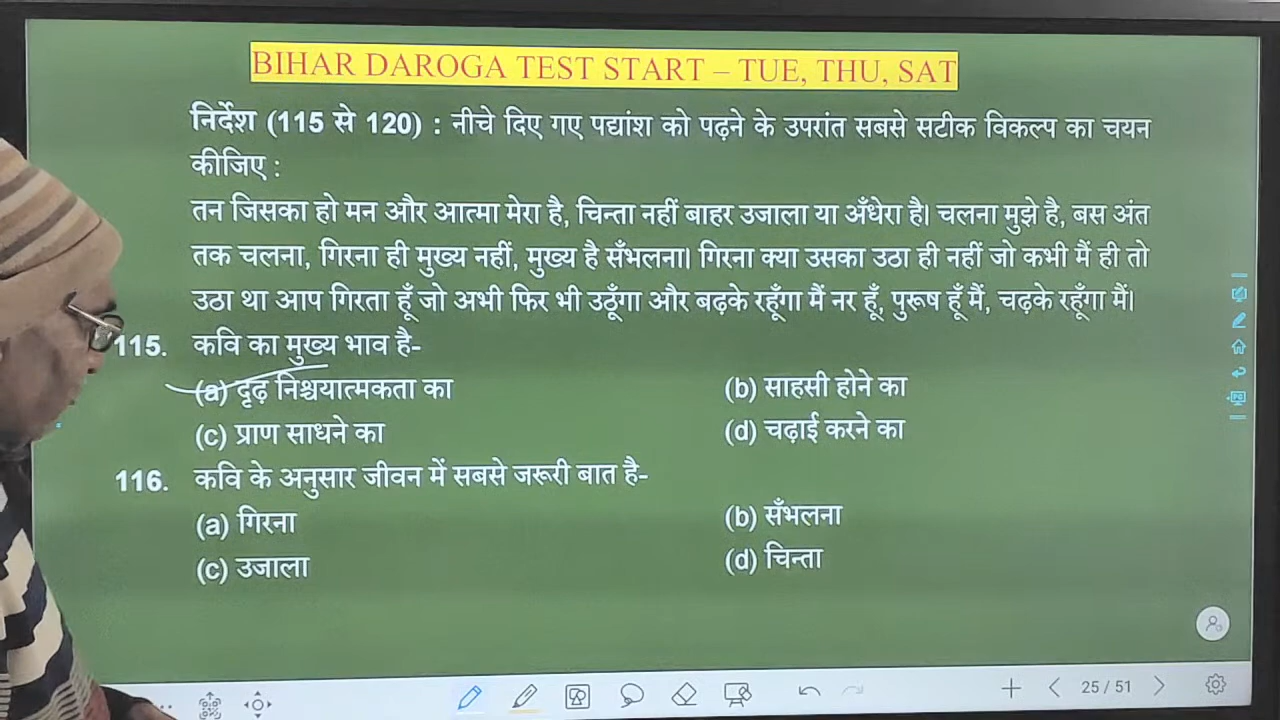 BIHAR DAROGA TEST START – TUE, THU, SAT
निर्देश (115 से 120) : नीचे दिए गए पद्यांश को पढ़ने के उपरांत सबसे सटीक विकल्प का चयन
कीजिए :
तन जिसका हो मन और आत्मा मेरा है, चिन्ता नहीं बाहर उजाला या अँधेरा है। चलना मुझे है, बस अंत
तक चलना, गिरना ही मुख्य नहीं, मुख्य है सँभलना। गिरना क्या उसका उठा ही नहीं जो कभी मैं ही तो
उठा था आप गिरता हूँ जो अभी फिर भी उठूँगा और बढ़के रहूँगा मैं नर हूँ, पुरूष हूँ मैं, चढ़के रहूँगा मैं।
115. कवि का मुख्य भाव है-
(a) दृढ़ निश्चयात्मकता का (b) साहसी होने का
(c) प्राण साधने का (d) चढ़ाई करने का
116. कवि के अनुसार जीवन में सबसे जरूरी बात है-
(a) गिरना (b) सँभलना
(c) उजाला (d) चिन्ता
25 / 51